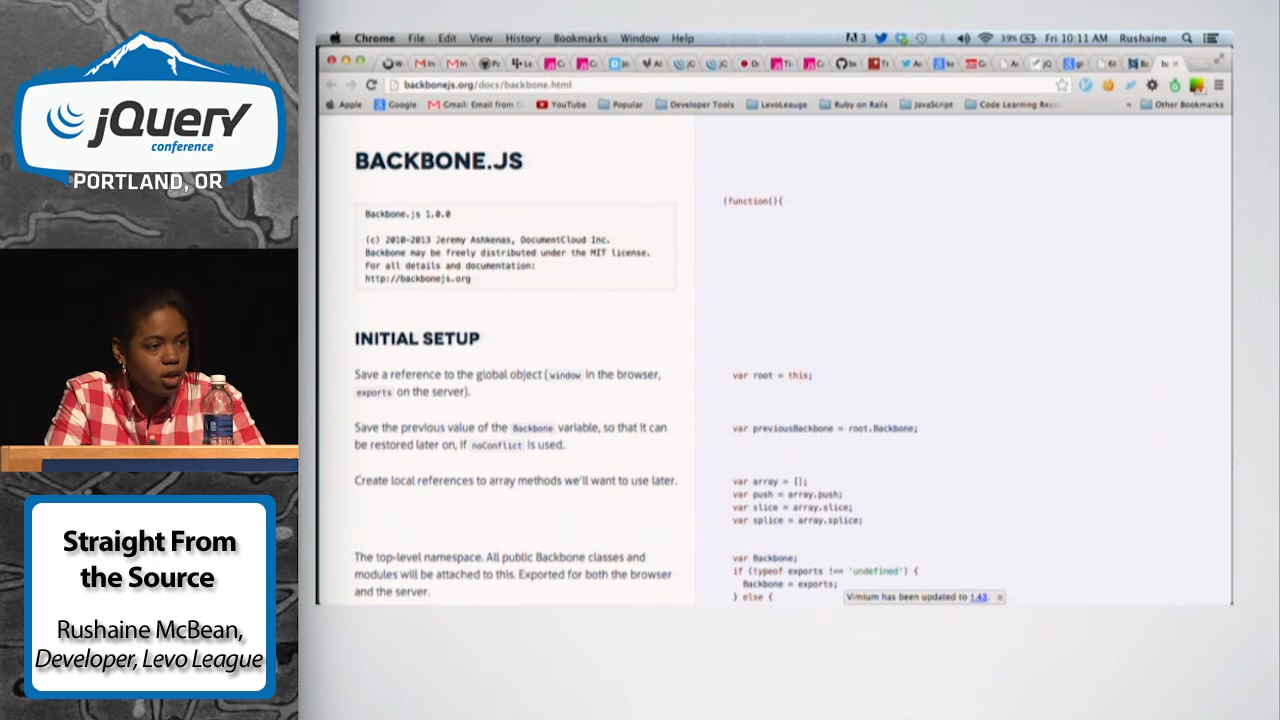 jQuery
conference
PORTLAND, OR
Straight From
the Source
Rushaine McBean,
Developer, Levo League
Chrome File Edit View History Bookmarks Window Help
3 39% Fri 10:11 AM Rushaine
backbonejs.org/docs/backbone.html
Apple Google Gmail: Email from YouTube Popular Developer Tools LevoLeauge Ruby on Rails JavaScript Code Learning » Other Bookmarks
BACKBONE.JS
Backbone.js 1.0.0
(c) 2010-2013 Jeremy Ashkenas, DocumentCloud Inc.
Backbone may be freely distributed under the MIT license.
For all details and documentation:
http://backbonejs.org
(function(){
INITIAL SETUP
Save a reference to the global object (window in the browser,
exports on the server).
var root = this;
Save the previous value of the Backbone variable, so that it can
be restored later on, if noConflict is used.
var previousBackbone = root.Backbone;
Create local references to array methods we'll want to use later.
var array = [];
var push = array.push;
var slice = array.slice;
var splice = array.splice;
The top-level namespace. All public Backbone classes and
modules will be attached to this. Exported for both the browser
and the server.
var Backbone;
if (typeof exports !== 'undefined') {
Backbone = exports;
} else {
Vimium has been updated to 1.43. x